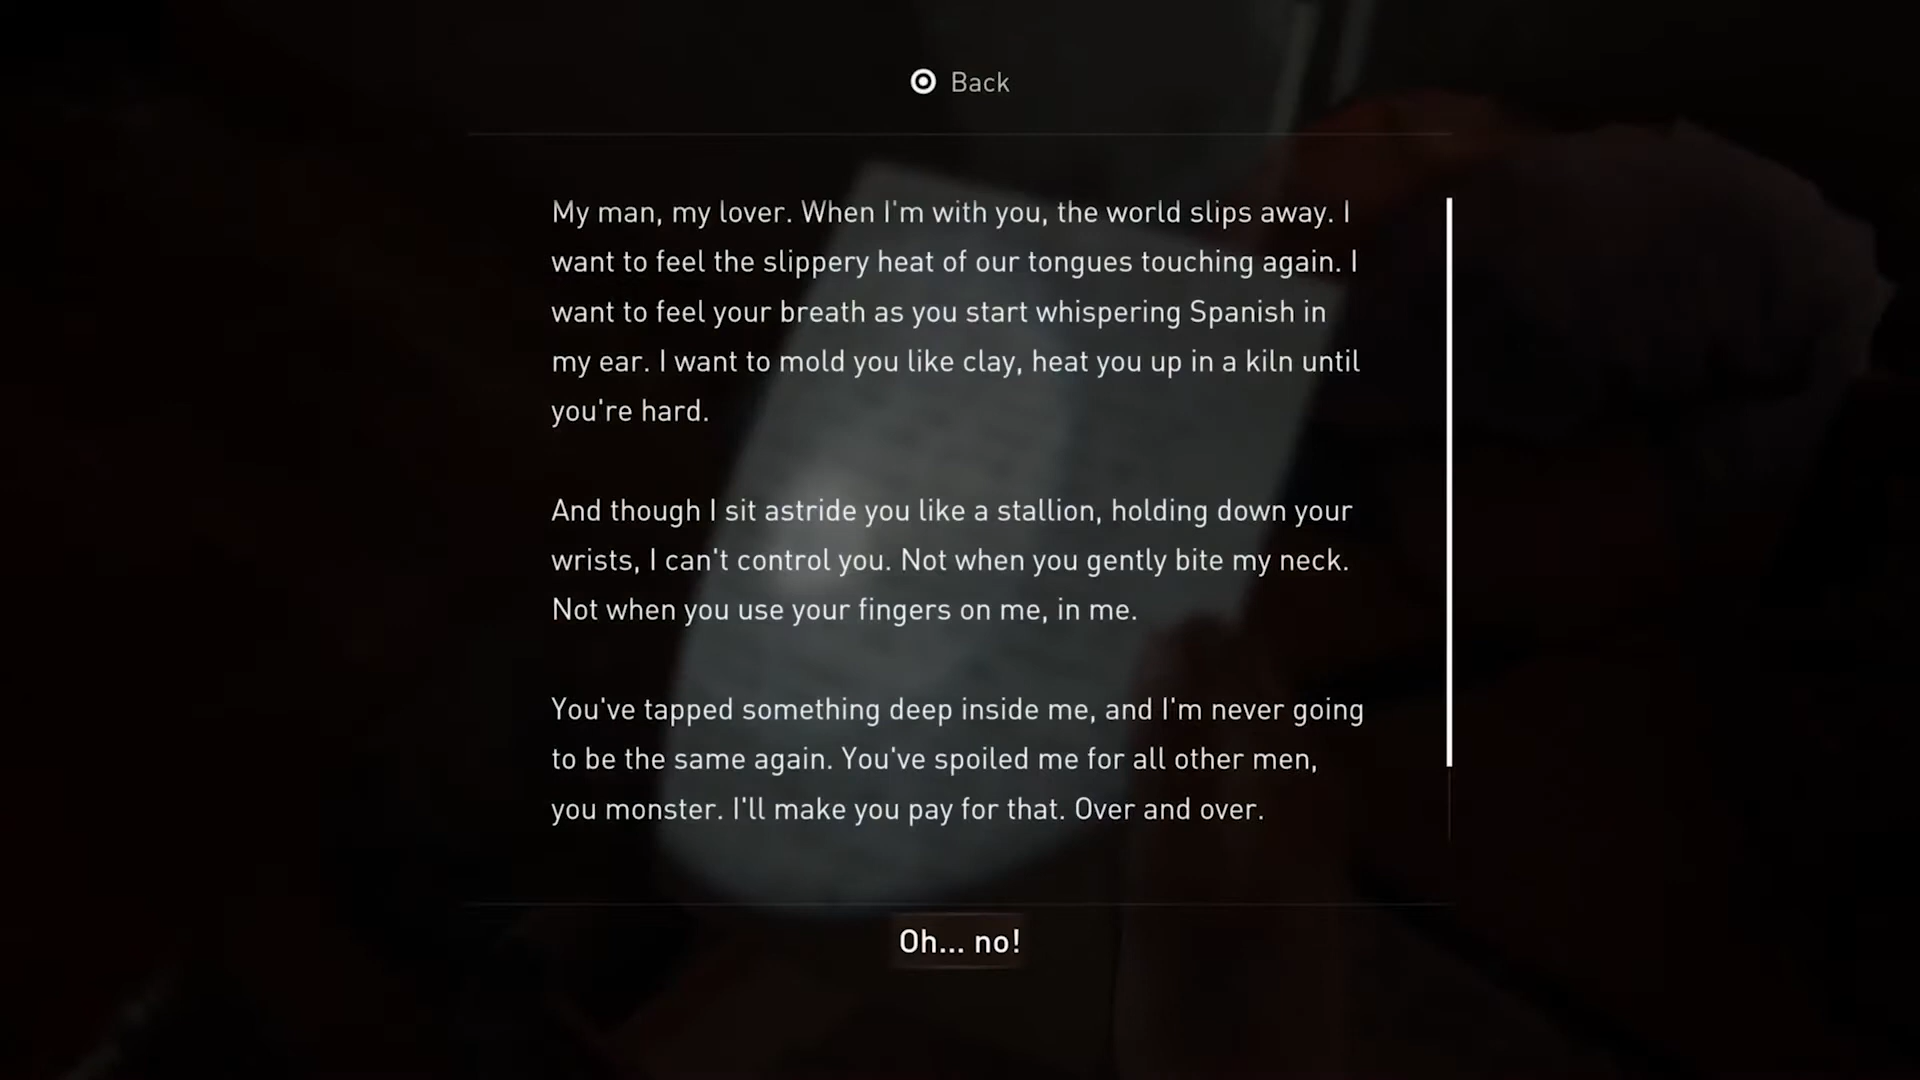 Back
My man, my lover. When I'm with you, the world slips away. I
want to feel the slippery heat of our tongues touching again. I
want to feel your breath as you start whispering Spanish in
my ear. I want to mold you like clay, heat you up in a kiln until
you're hard.
And though I sit astride you like a stallion, holding down your
wrists, I can't control you. Not when you gently bite my neck.
Not when you use your fingers on me, in me.
You've tapped something deep inside me, and I'm never going
to be the same again. You've spoiled me for all other men,
you monster. I'll make you pay for that. Over and over.
Oh... no!